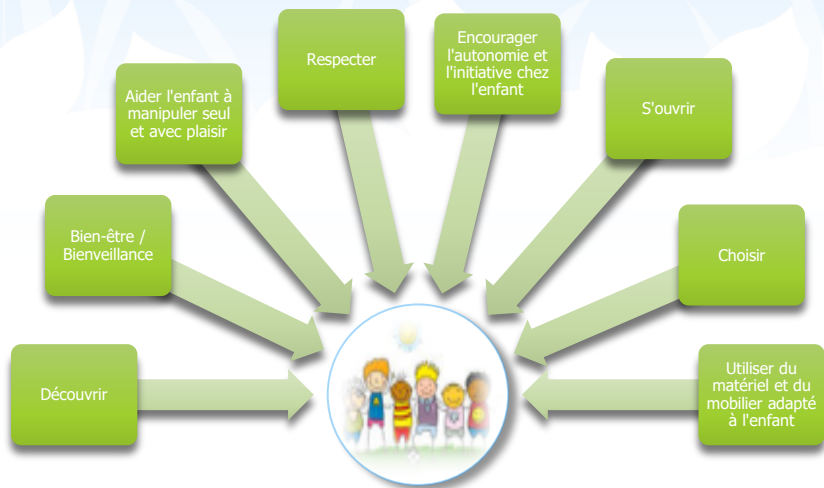 Découvrir
Bien-être /
Bienveillance
Aider l'enfant à
manipuler seul
et avec plaisir
Respecter
Encourager
l'autonomie et
l'initiative chez
l'enfant
S'ouvrir
Choisir
Utiliser du
matériel et du
mobilier adapté
à l'enfant